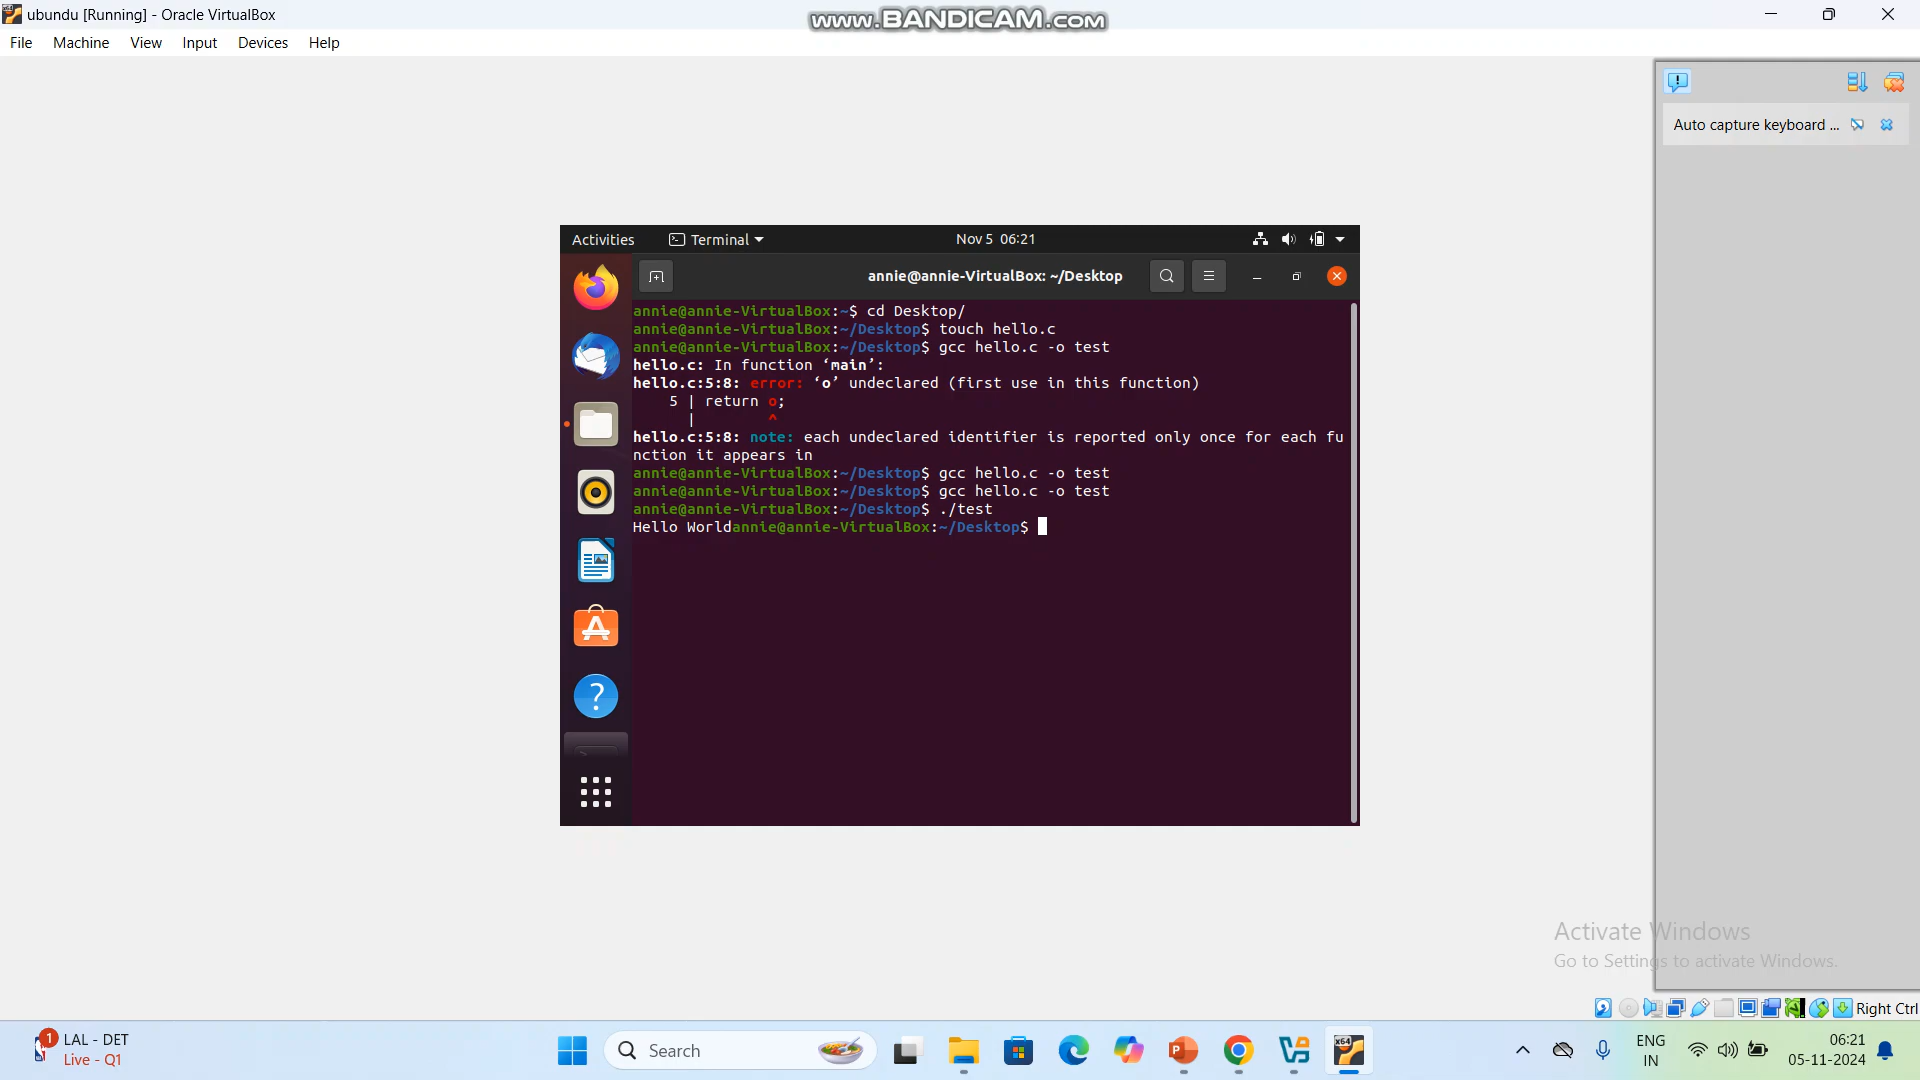 ubundu [Running] - Oracle VirtualBox
www.BANDICAM.com
File Machine View Input Devices Help
Auto capture keyboard ...
Activities Terminal Nov 5 06:21
annie@annie-VirtualBox: ~/Desktop
annie@annie-VirtualBox:~$ cd Desktop/
annie@annie-VirtualBox:~/Desktop$ touch hello.c
annie@annie-VirtualBox:~/Desktop$ gcc hello.c -o test
hello.c: In function ‘main’:
hello.c:5:8: error: ‘o’ undeclared (first use in this function)
5 | return o;
| ^
hello.c:5:8: note: each undeclared identifier is reported only once for each fu
nction it appears in
annie@annie-VirtualBox:~/Desktop$ gcc hello.c -o test
annie@annie-VirtualBox:~/Desktop$ gcc hello.c -o test
annie@annie-VirtualBox:~/Desktop$ ./test
Hello Worldannie@annie-VirtualBox:~/Desktop$
Activate Windows
Go to Settings to activate Windows.
Right Ctrl
1
LAL - DET
Live - Q1
Search
x64
ENG
IN
06:21
05-11-2024